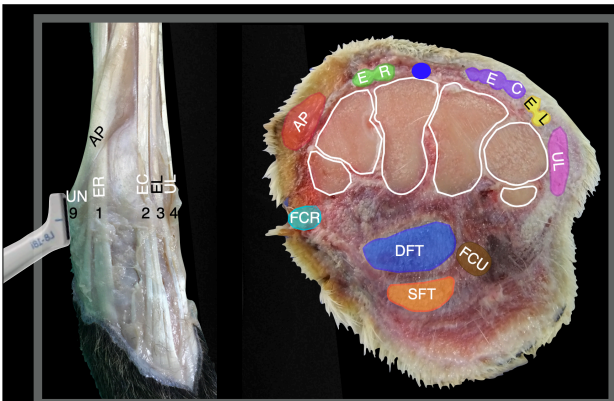 AP
UN ER EC EL UL
9 1 2 3 4
E R
E C
E L
AP
UL
FCR
DFT
FCU
SFT